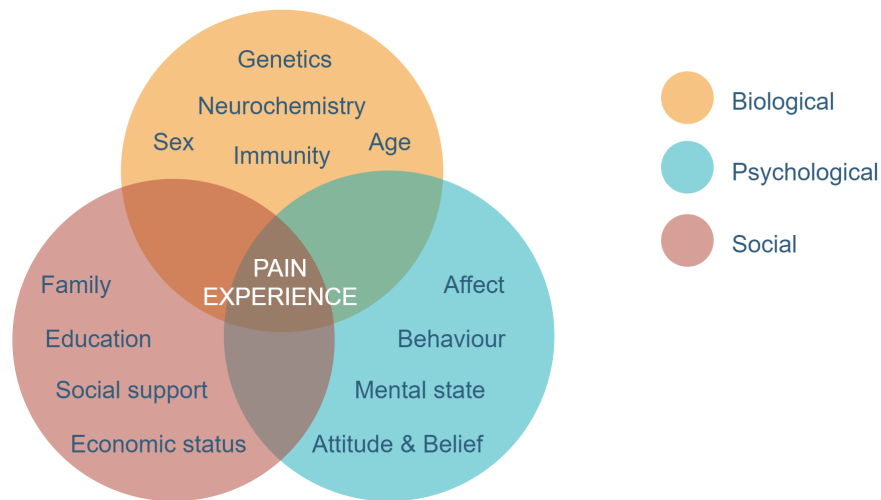 Genetics
Neurochemistry
Sex
Immunity
Age
PAIN
EXPERIENCE
Family
Education
Social support
Economic status
Affect
Behaviour
Mental state
Attitude & Belief
Biological
Psychological
Social